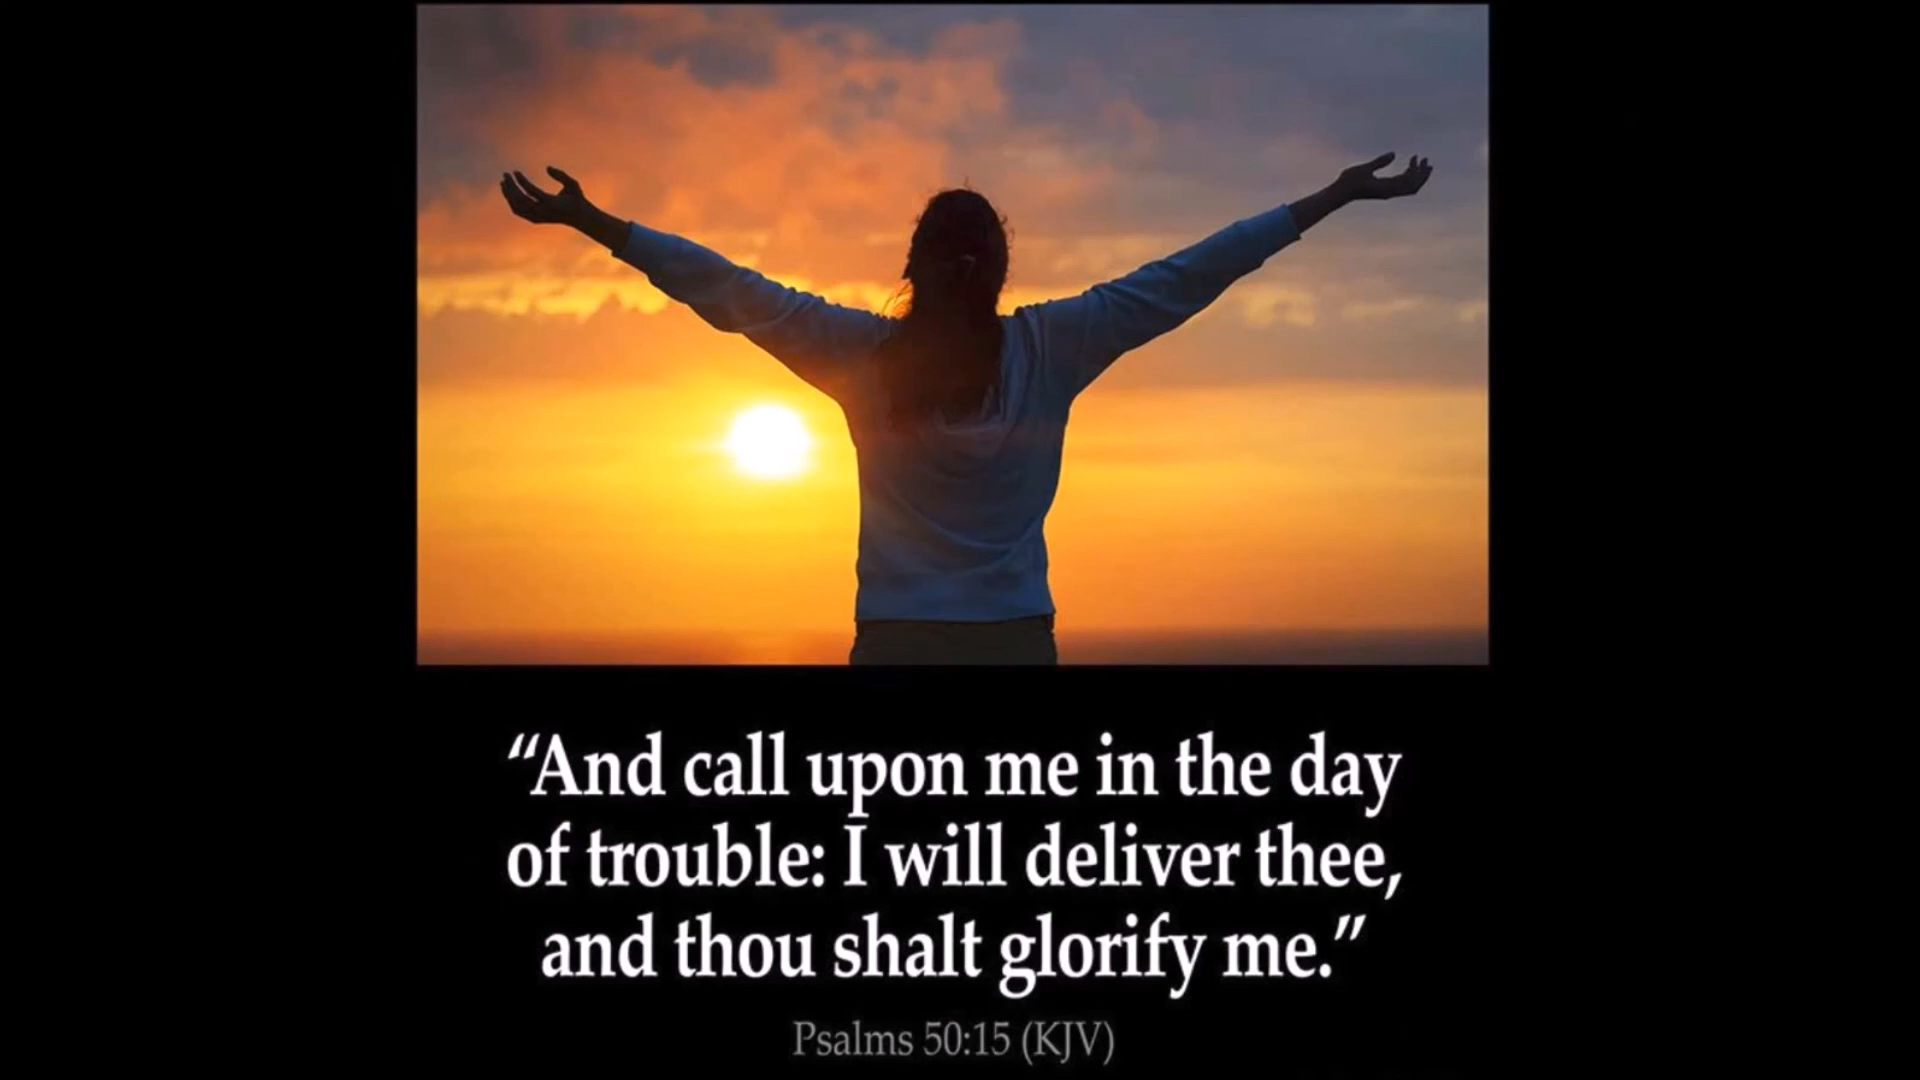 “And call upon me in the day
of trouble: I will deliver thee,
and thou shalt glorify me.”
Psalms 50:15 (KJV)